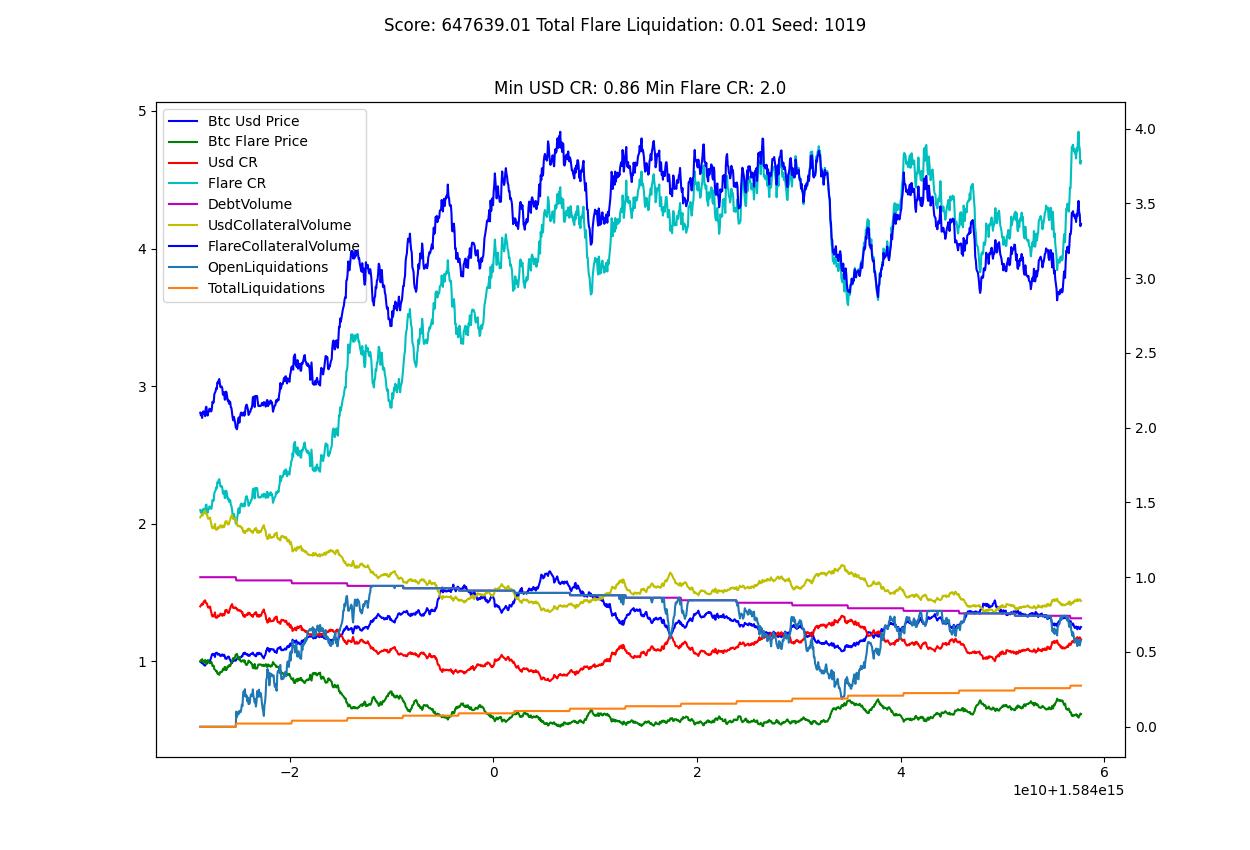 Score: 647639.01 Total Flare Liquidation: 0.01 Seed: 1019
Min USD CR: 0.86 Min Flare CR: 2.0
Btc Usd Price
Btc Flare Price
Usd CR
Flare CR
DebtVolume
UsdCollateralVolume
FlareCollateralVolume
OpenLiquidations
TotalLiquidations
5
4
3
2
1
4.0
3.5
3.0
2.5
2.0
1.5
1.0
0.5
0.0
−2 0 2 4 6
1e10+1.584e15